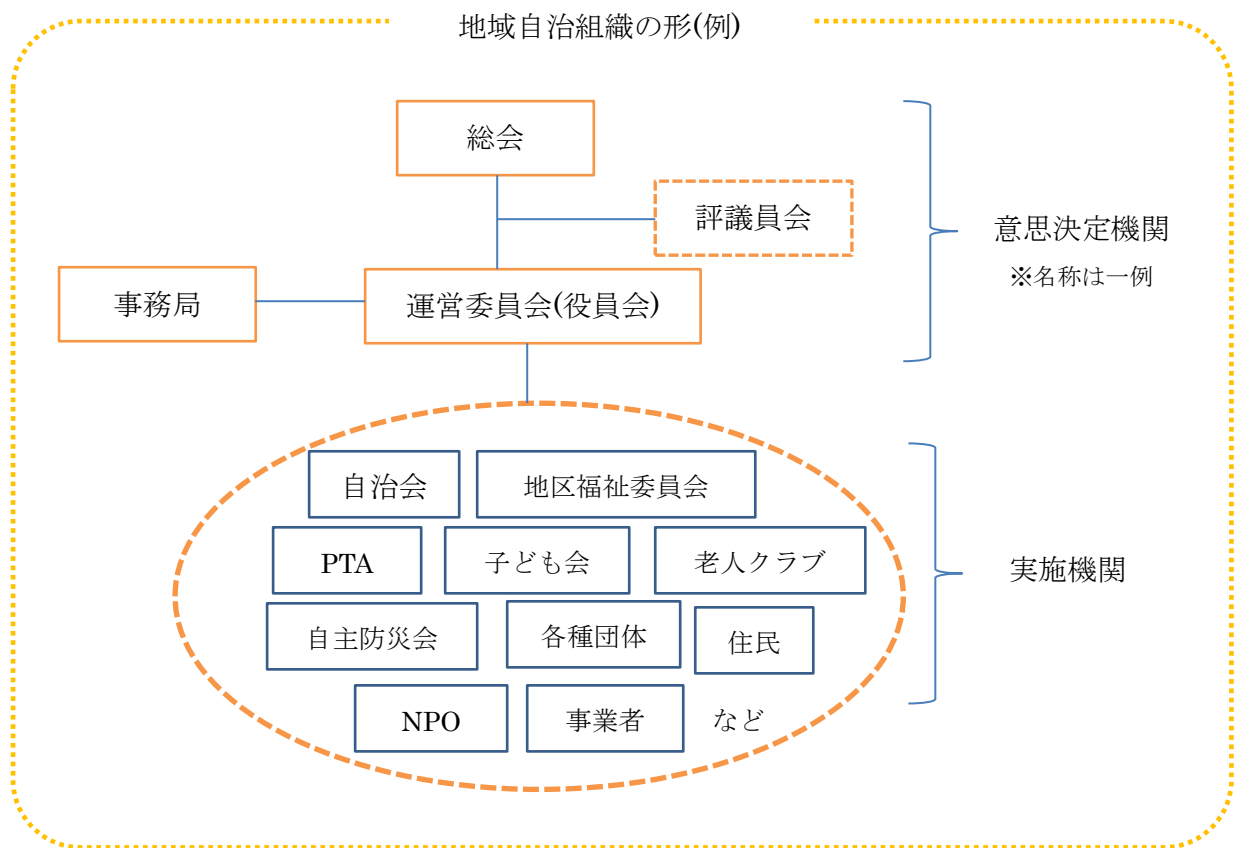 地域自治組織の形(例)
総会
評議員会
意思決定機関
※名称は一例
事務局
運営委員会(役員会)
自治会
地区福祉委員会
PTA
子ども会
老人クラブ
実施機関
自主防災会
各種団体
住民
NPO
事業者
など